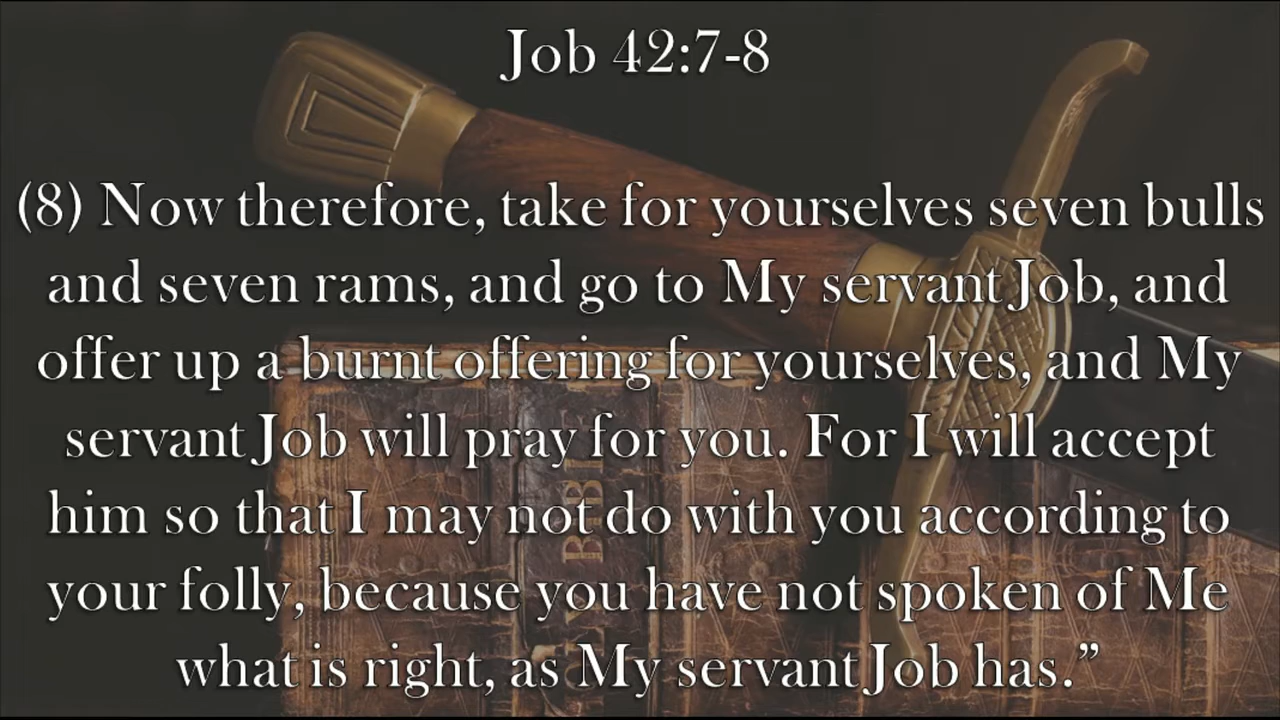 Job 42:7-8
(8) Now therefore, take for yourselves seven bulls
and seven rams, and go to My servant Job, and
offer up a burnt offering for yourselves, and My
servant Job will pray for you. For I will accept
him so that I may not do with you according to
your folly, because you have not spoken of Me
what is right, as My servant Job has.”